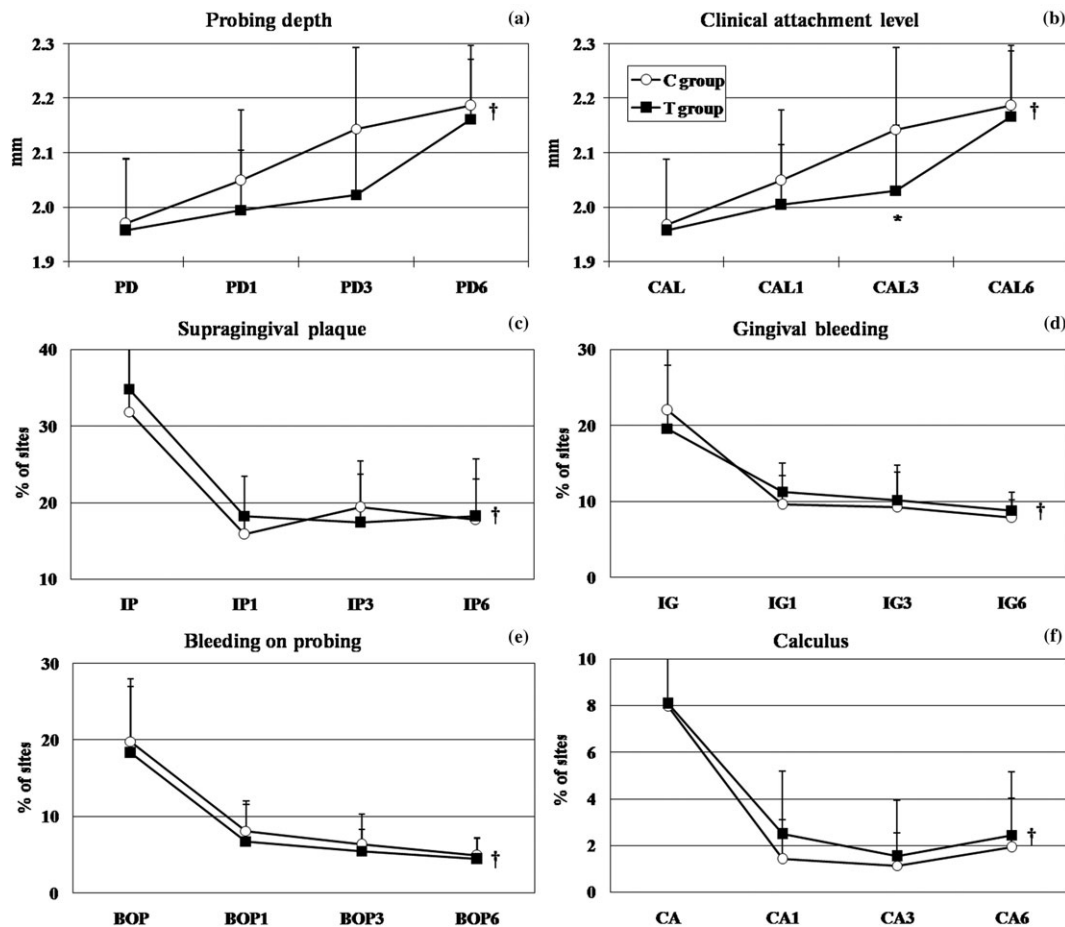 Probing depth
(a)
2.3
2.2
2.1
2.0
1.9
mm
†
PD PD1 PD3 PD6
Clinical attachment level
(b)
2.3
2.2
2.1
2.0
1.9
mm
C group
T group
†
*
CAL CAL1 CAL3 CAL6
Supragingival plaque
(c)
40
30
20
10
% of sites
†
IP IP1 IP3 IP6
Gingival bleeding
(d)
30
20
10
0
% of sites
†
IG IG1 IG3 IG6
Bleeding on probing
(e)
30
20
10
0
% of sites
†
BOP BOP1 BOP3 BOP6
Calculus
(f)
10
8
6
4
2
0
% of sites
†
CA CA1 CA3 CA6